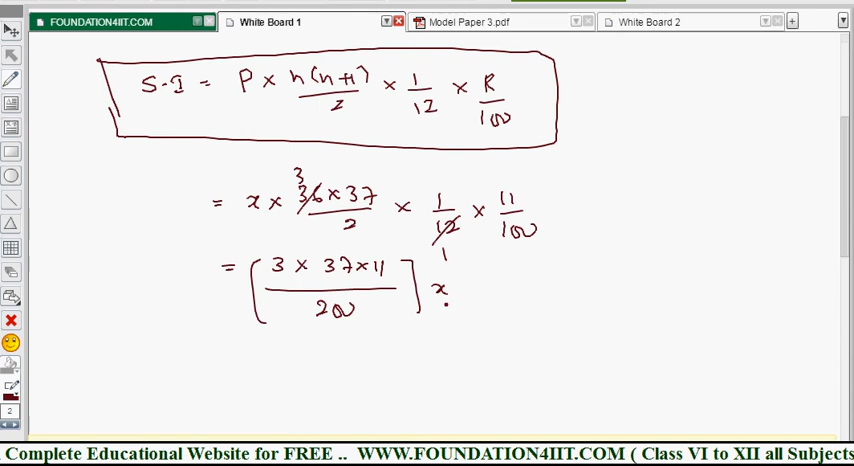 FOUNDATION4IIT.COM White Board 1 Model Paper 3.pdf White Board 2
S.I = P × n(n+1)/2 × 1/12 × R/100
= x × 36 × 37/2 × 1/12 × 11/100
3
1
= [3 × 37 × 11/200] x
2
Complete Educational Website for FREE .. WWW.FOUNDATION4IIT.COM ( Class VI to XII all Subjects